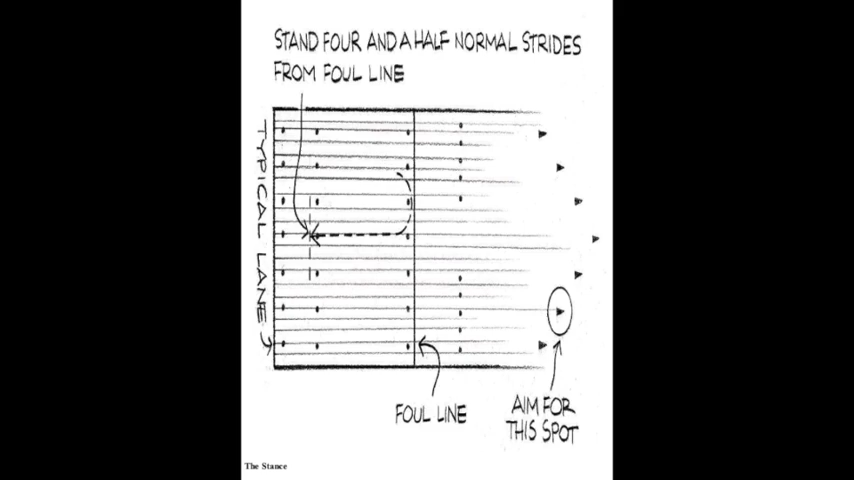 STAND FOUR AND A HALF NORMAL STRIDES
FROM FOUL LINE
TYPICAL LANE
FOUL LINE
AIM FOR
THIS SPOT
The Stance